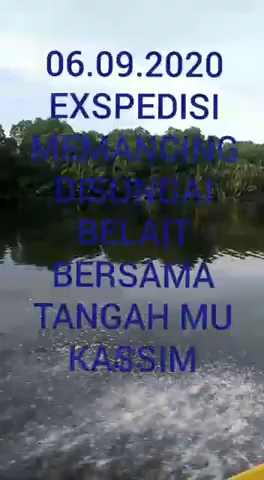 06.09.2020
EXSPEDISI
MEMANCING
DISUNGAI
BELAIT
BERSAMA
TANGAH MU
KASSIM